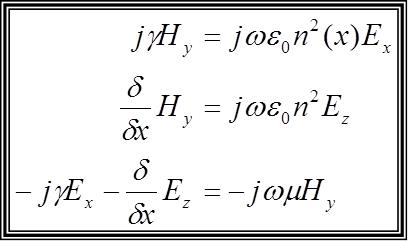 jγH_y = jωε_0 n^2(x)E_x
δ/δx H_y = jωε_0 n^2 E_z
- jγE_x - δ/δx E_z = -jωμH_y